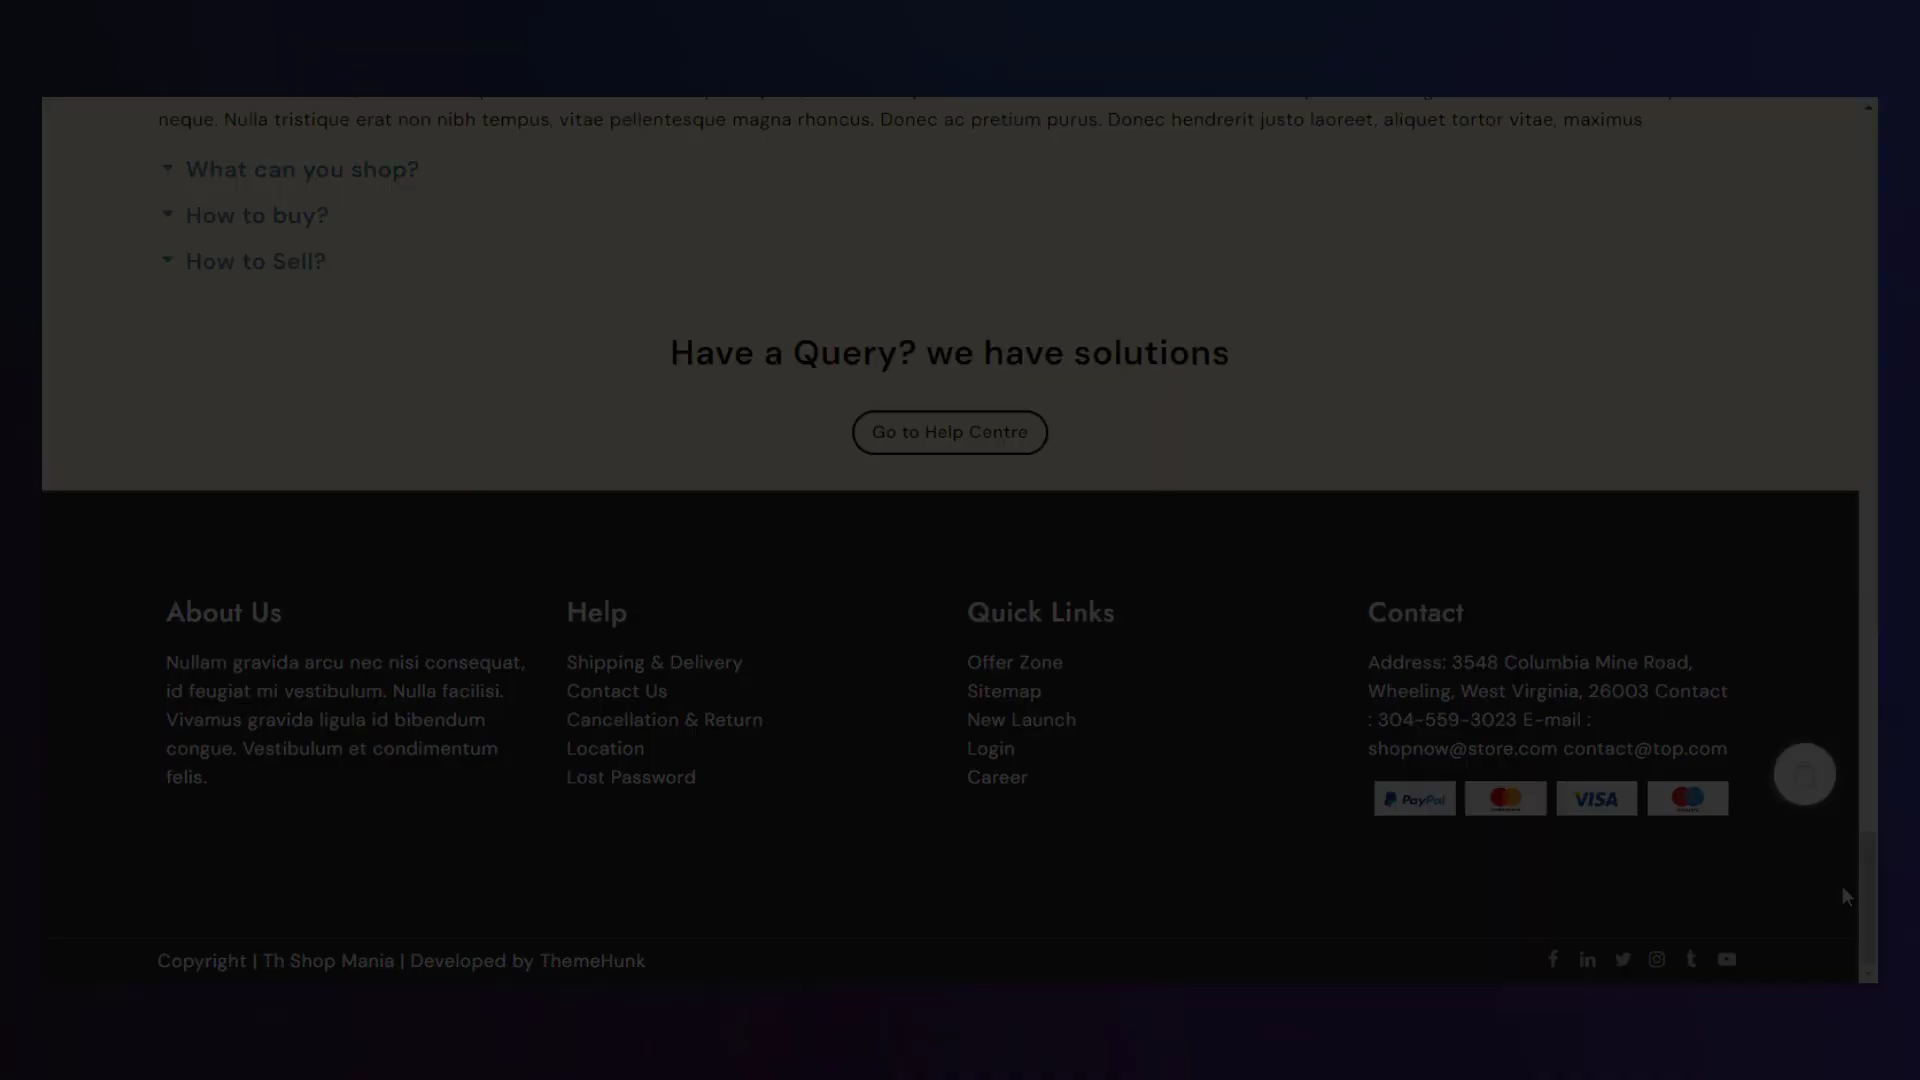 neque. Nulla tristique erat non nibh tempus, vitae pellentesque magna rhoncus. Donec ac pretium purus. Donec hendrerit justo laoreet, aliquet tortor vitae, maximus
What can you shop?
How to buy?
How to Sell?
Have a Query? we have solutions
Go to Help Centre
About Us
Nullam gravida arcu nec nisi consequat,
id feugiat mi vestibulum. Nulla facilisi.
Vivamus gravida ligula id bibendum
congue. Vestibulum et condimentum
felis.
Help
Shipping & Delivery
Contact Us
Cancellation & Return
Location
Lost Password
Quick Links
Offer Zone
Sitemap
New Launch
Login
Career
Contact
Address: 3548 Columbia Mine Road,
Wheeling, West Virginia, 26003 Contact
: 304-559-3023 E-mail :
shopnow@store.com contact@top.com
PayPal
VISA
Copyright | Th Shop Mania | Developed by ThemeHunk